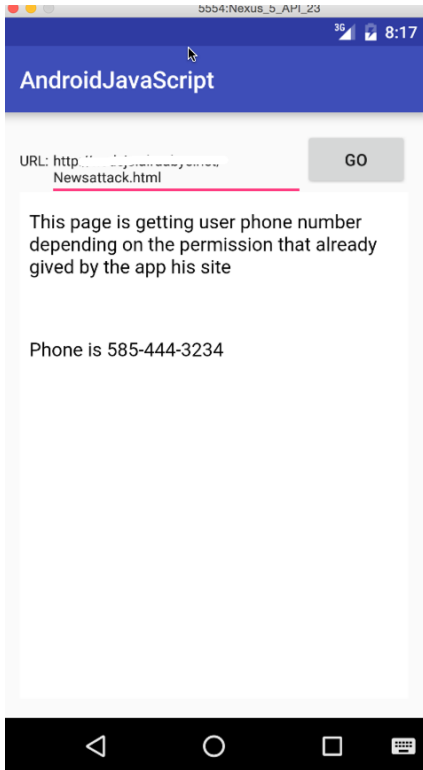 5554:Nexus_5_API_23
3G 8:17
AndroidJavaScript
URL: http
Newsattack.html
GO
This page is getting user phone number
depending on the permission that already
gived by the app his site
Phone is 585-444-3234